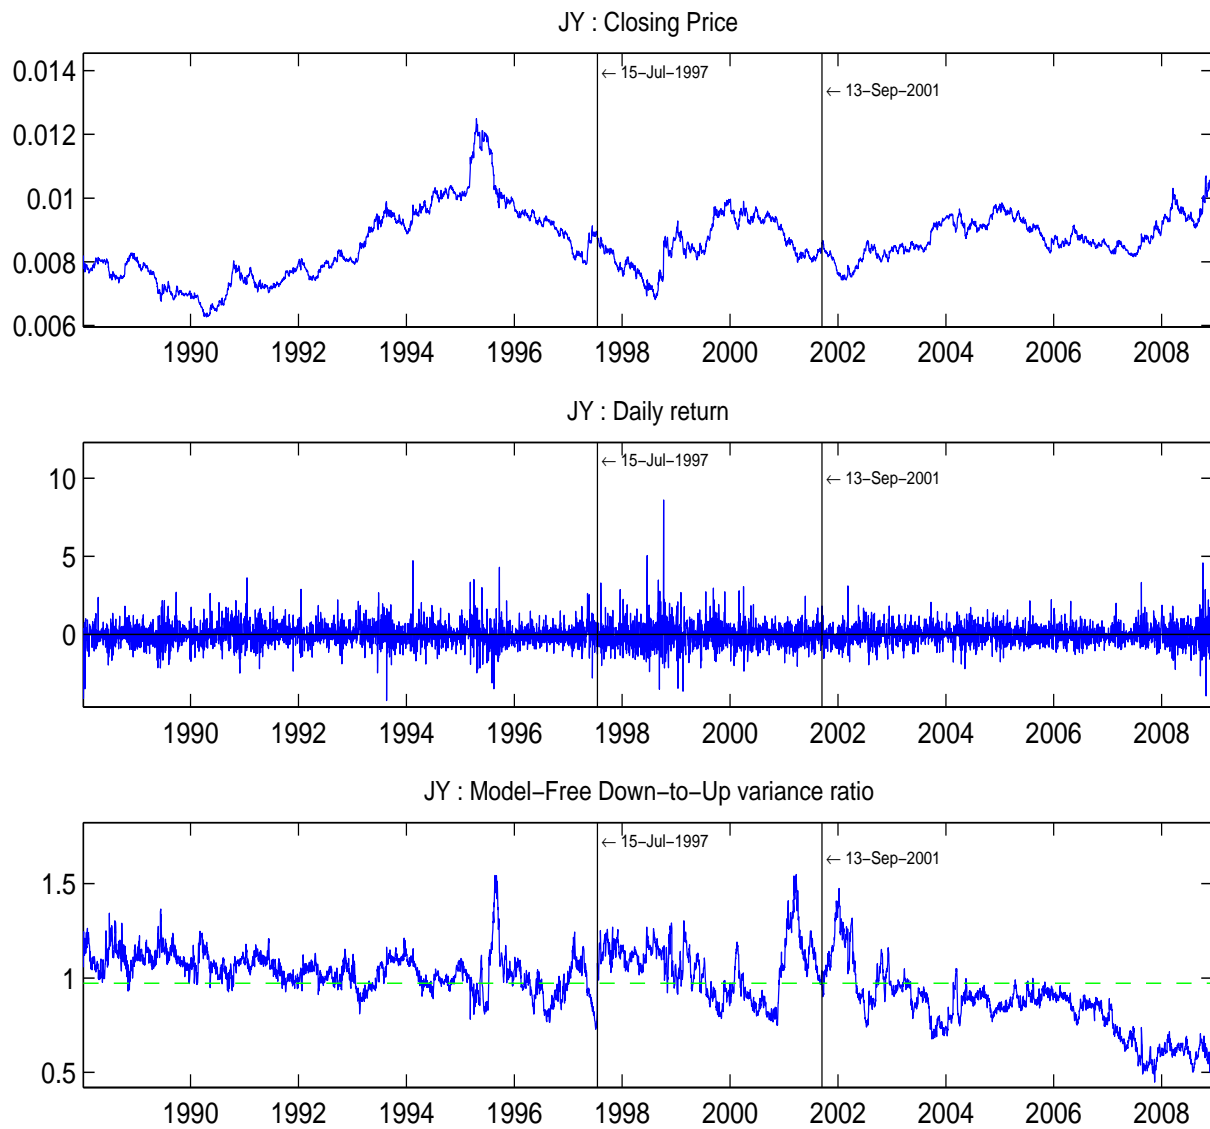 JY : Closing Price
0.014
0.012
0.01
0.008
0.006
← 15−Jul−1997
← 13−Sep−2001
1990 1992 1994 1996 1998 2000 2002 2004 2006 2008
JY : Daily return
10
5
0
← 15−Jul−1997
← 13−Sep−2001
1990 1992 1994 1996 1998 2000 2002 2004 2006 2008
JY : Model−Free Down−to−Up variance ratio
1.5
1
0.5
← 15−Jul−1997
← 13−Sep−2001
1990 1992 1994 1996 1998 2000 2002 2004 2006 2008